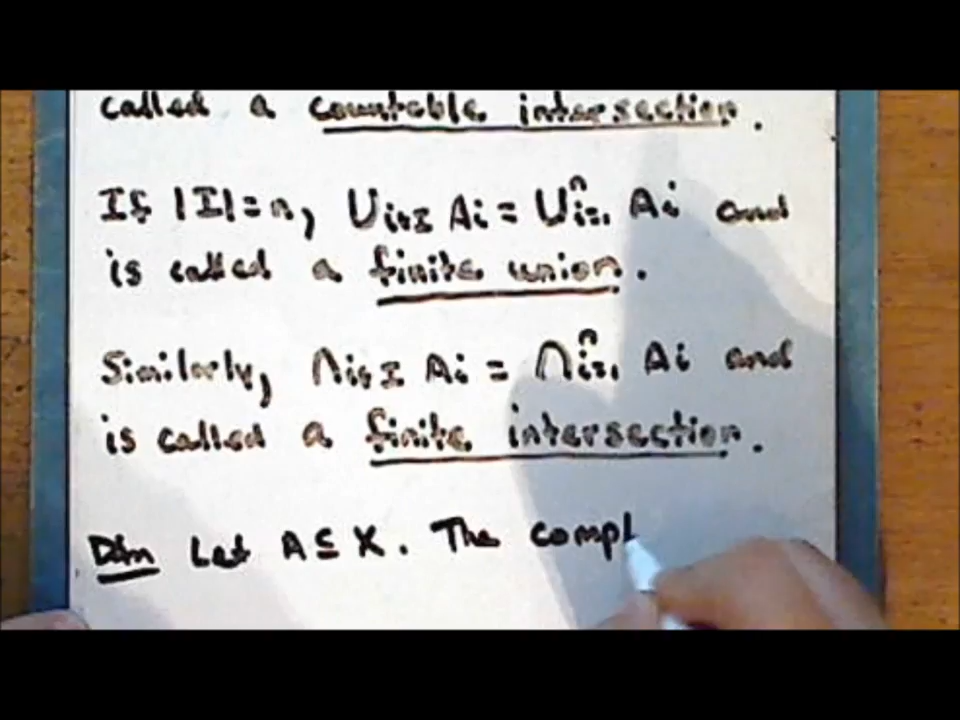 called a countable intersection.
If |I|=n, ∪i∈I Ai = ∪ⁿi=1 Ai and
is called a finite union.
Similarly, ∩i∈I Ai = ∩ⁿi=1 Ai and
is called a finite intersection.
Dfn Let A ⊆ X. The compl